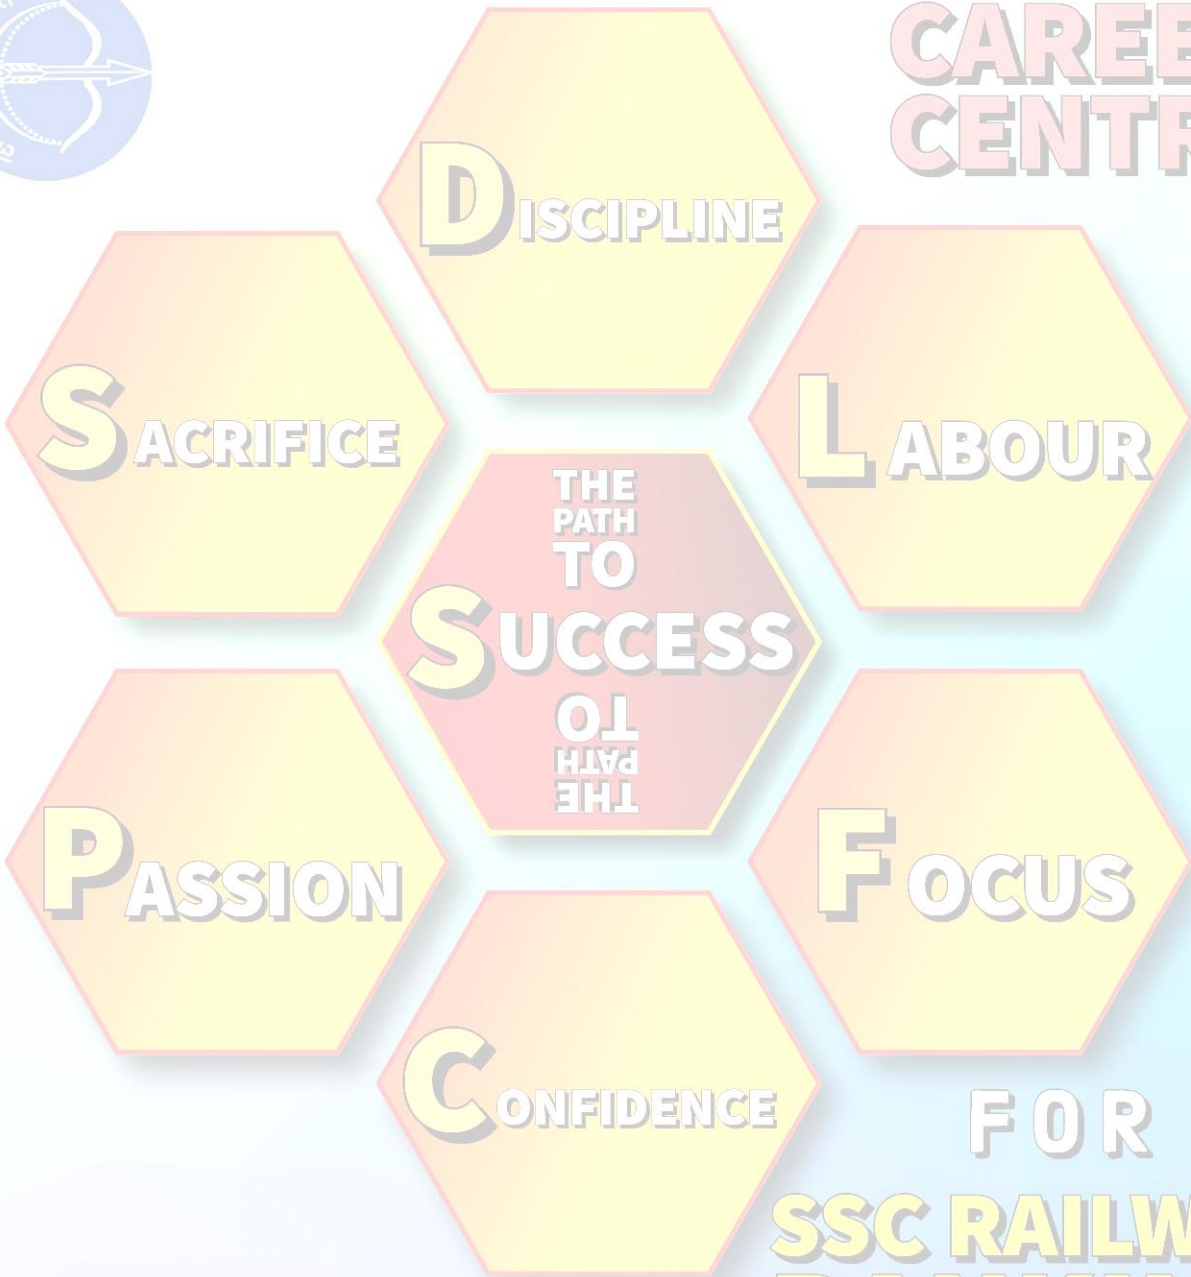 CAREE
CENTR
DISCIPLINE
SACRIFICE
LABOUR
THE
PATH
TO
SUCCESS
TO
PATH
THE
PASSION
FOCUS
CONFIDENCE
FOR
SSC RAILW